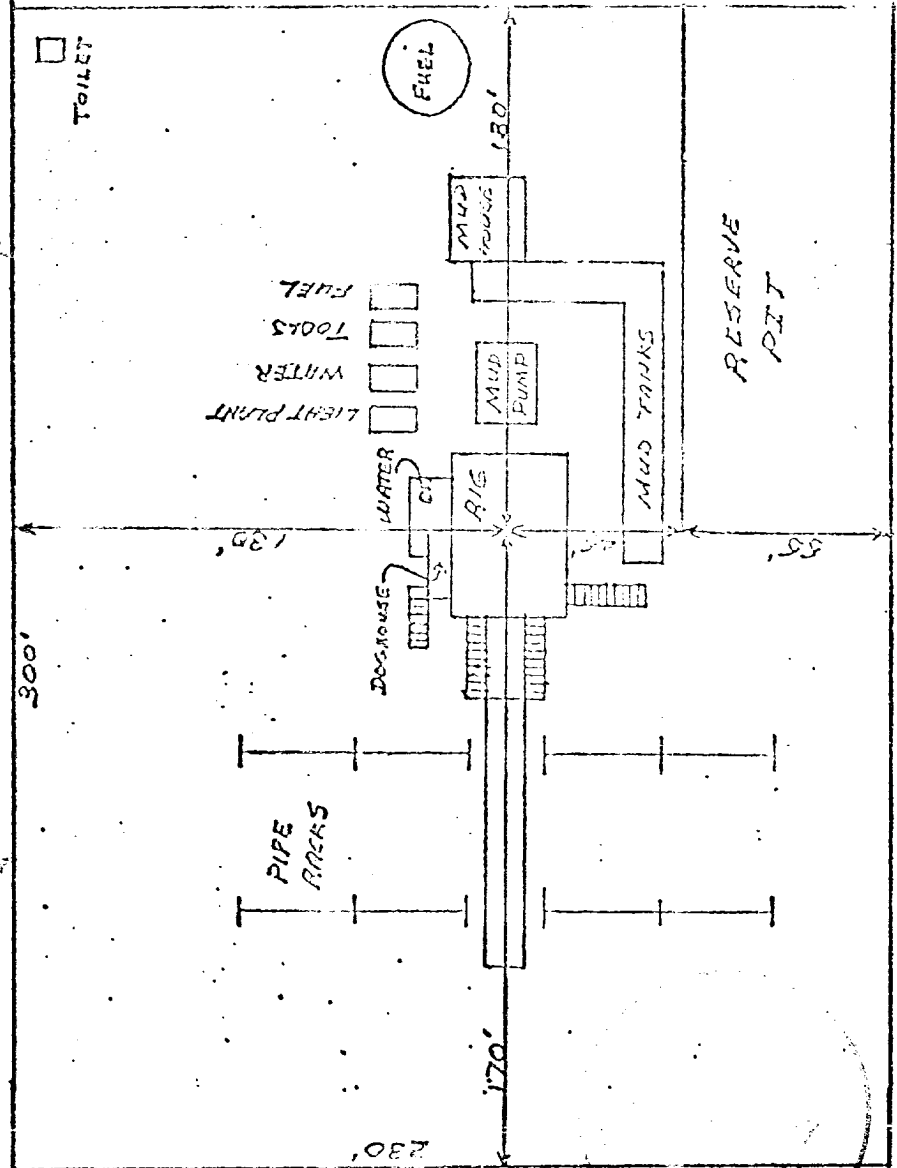 TOILET
FUEL
130'
MUD
HOUSE
RESERVE
PIT
FUEL
TOOLS
WATER
LIGHT PLANT
MUD
PUMP
MUD TANKS
WATER
RIG
DOGHOUSE
130'
55'
300'
PIPE
RACKS
170'
230'